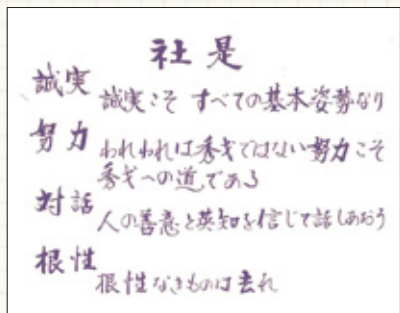 社是
誠実
誠実こそ すべての基本姿勢なり
努力
われわれは秀才ではない努力こそ
秀才への道である
対話
人の善意と英知を信じて話しあおう
根性
根性なきものは去れ